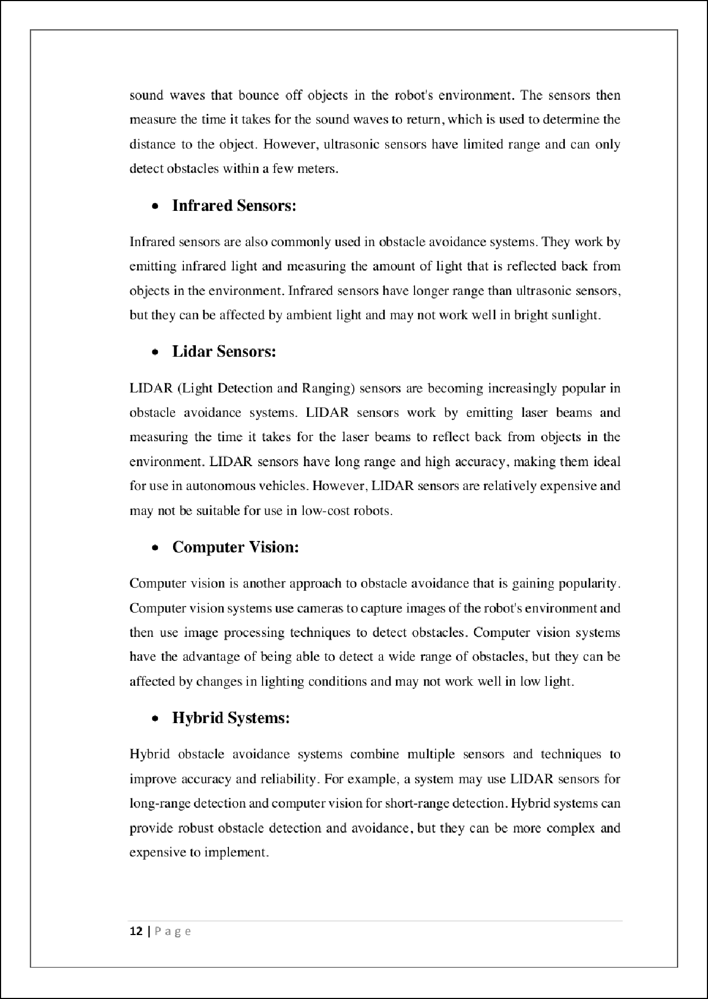 sound waves that bounce off objects in the robot's environment. The sensors then
measure the time it takes for the sound waves to return, which is used to determine the
distance to the object. However, ultrasonic sensors have limited range and can only
detect obstacles within a few meters.
• Infrared Sensors:
Infrared sensors are also commonly used in obstacle avoidance systems. They work by
emitting infrared light and measuring the amount of light that is reflected back from
objects in the environment. Infrared sensors have longer range than ultrasonic sensors,
but they can be affected by ambient light and may not work well in bright sunlight.
• Lidar Sensors:
LIDAR (Light Detection and Ranging) sensors are becoming increasingly popular in
obstacle avoidance systems. LIDAR sensors work by emitting laser beams and
measuring the time it takes for the laser beams to reflect back from objects in the
environment. LIDAR sensors have long range and high accuracy, making them ideal
for use in autonomous vehicles. However, LIDAR sensors are relatively expensive and
may not be suitable for use in low-cost robots.
• Computer Vision:
Computer vision is another approach to obstacle avoidance that is gaining popularity.
Computer vision systems use cameras to capture images of the robot's environment and
then use image processing techniques to detect obstacles. Computer vision systems
have the advantage of being able to detect a wide range of obstacles, but they can be
affected by changes in lighting conditions and may not work well in low light.
• Hybrid Systems:
Hybrid obstacle avoidance systems combine multiple sensors and techniques to
improve accuracy and reliability. For example, a system may use LIDAR sensors for
long-range detection and computer vision for short-range detection. Hybrid systems can
provide robust obstacle detection and avoidance, but they can be more complex and
expensive to implement.
12 | P a g e